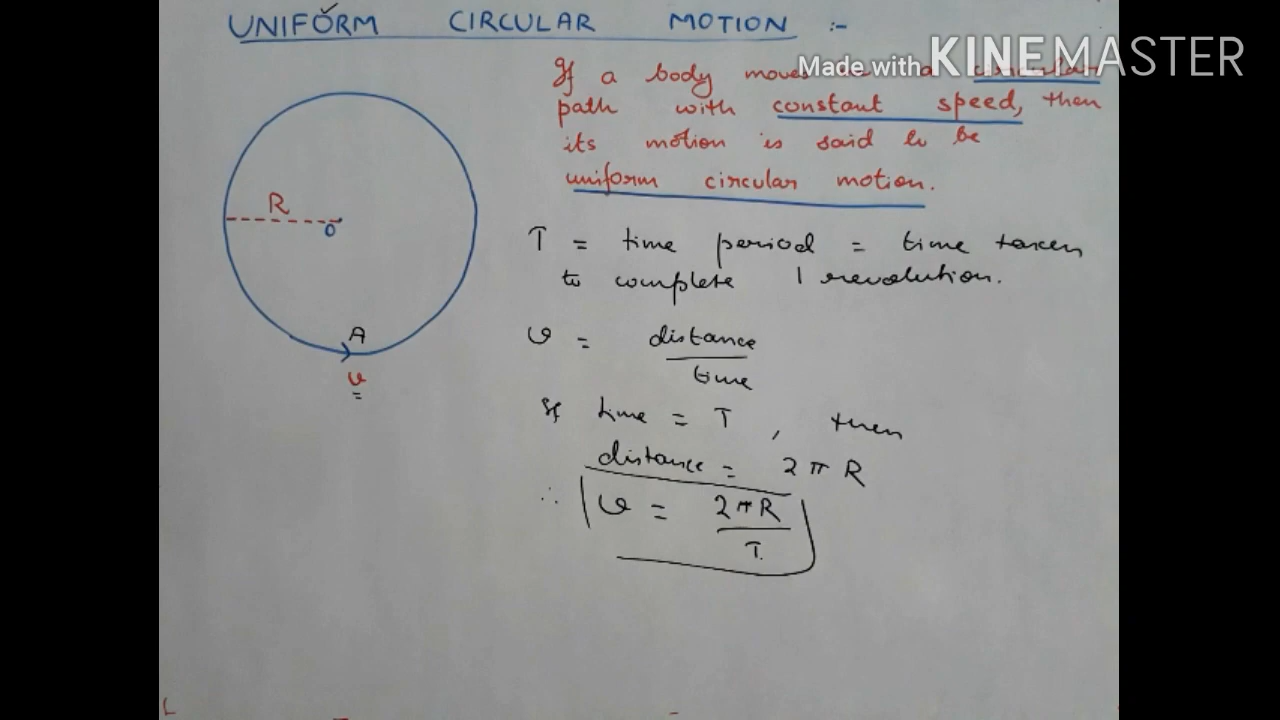 UNIFORM CIRCULAR MOTION :-
Made with KINEMASTER
If a body moves a circular
path with constant speed, then
its motion is said to be
uniform circular motion.
R
O
A
v
T = time period = time taken
to complete 1 revolution.
v = distance
time
If time = T , then
distance = 2πR
∴ v = 2πR
T